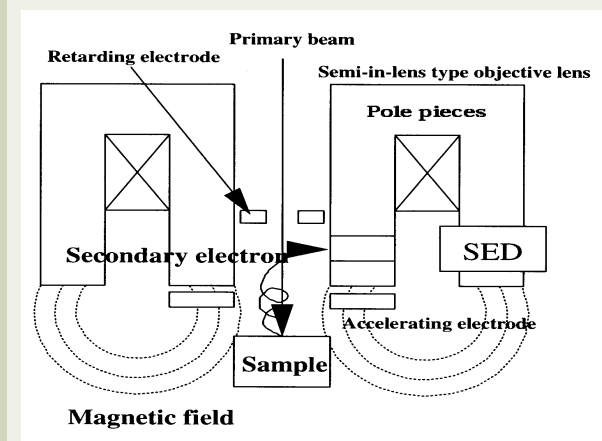 Primary beam
Retarding electrode
Semi-in-lens type objective lens
Pole pieces
Secondary electron
SED
Accelerating electrode
Sample
Magnetic field